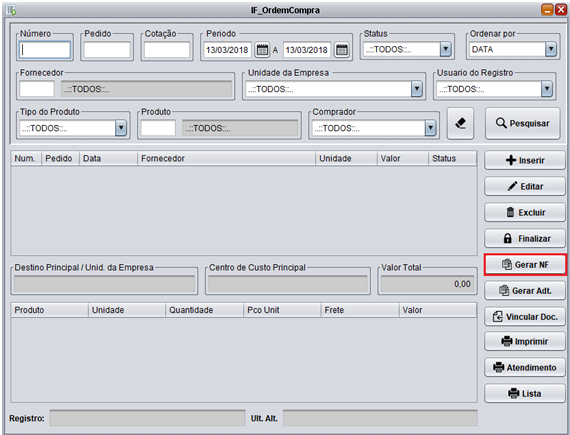 IF_OrdemCompra
Número Pedido Cotação Periodo Status Ordenar por
13/03/2018 A 13/03/2018 ..::TODOS::.. DATA
Fornecedor Unidade da Empresa Usuario do Registro
..::TODOS::.. ..::TODOS::.. ..::TODOS::..
Tipo do Produto Produto Comprador
..::TODOS::.. ..::TODOS::.. ..::TODOS::.. Pesquisar
Num. Pedido Data Fornecedor Unidade Valor Status
Inserir
Editar
Excluir
Finalizar
Gerar NF
Destino Principal / Unid. da Empresa Centro de Custo Principal Valor Total
0,00
Gerar Adt.
Produto Unidade Quantidade Pco Unit Frete Valor
Vincular Doc.
Imprimir
Atendimento
Lista
Registro: Ult. Alt.